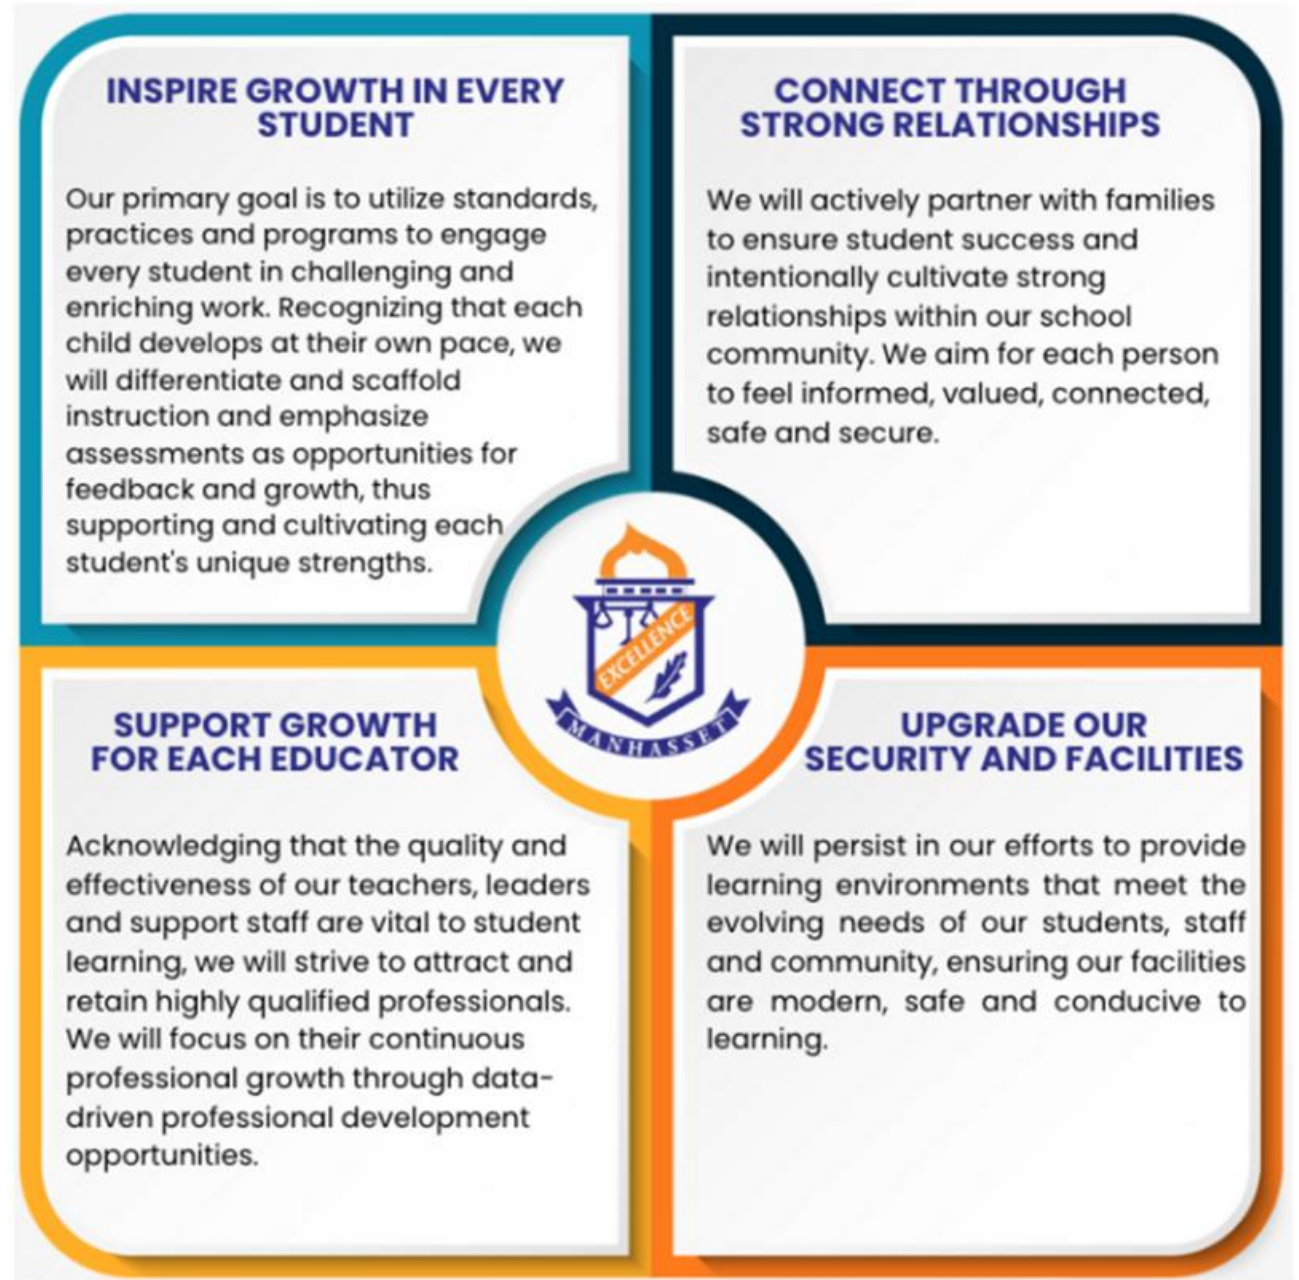 INSPIRE GROWTH IN EVERY
STUDENT
Our primary goal is to utilize standards,
practices and programs to engage
every student in challenging and
enriching work. Recognizing that each
child develops at their own pace, we
will differentiate and scaffold
instruction and emphasize
assessments as opportunities for
feedback and growth, thus
supporting and cultivating each
student's unique strengths.
CONNECT THROUGH
STRONG RELATIONSHIPS
We will actively partner with families
to ensure student success and
intentionally cultivate strong
relationships within our school
community. We aim for each person
to feel informed, valued, connected,
safe and secure.
EXCELLENCE
MANHASSET
SUPPORT GROWTH
FOR EACH EDUCATOR
Acknowledging that the quality and
effectiveness of our teachers, leaders
and support staff are vital to student
learning, we will strive to attract and
retain highly qualified professionals.
We will focus on their continuous
professional growth through data-
driven professional development
opportunities.
UPGRADE OUR
SECURITY AND FACILITIES
We will persist in our efforts to provide
learning environments that meet the
evolving needs of our students, staff
and community, ensuring our facilities
are modern, safe and conducive to
learning.